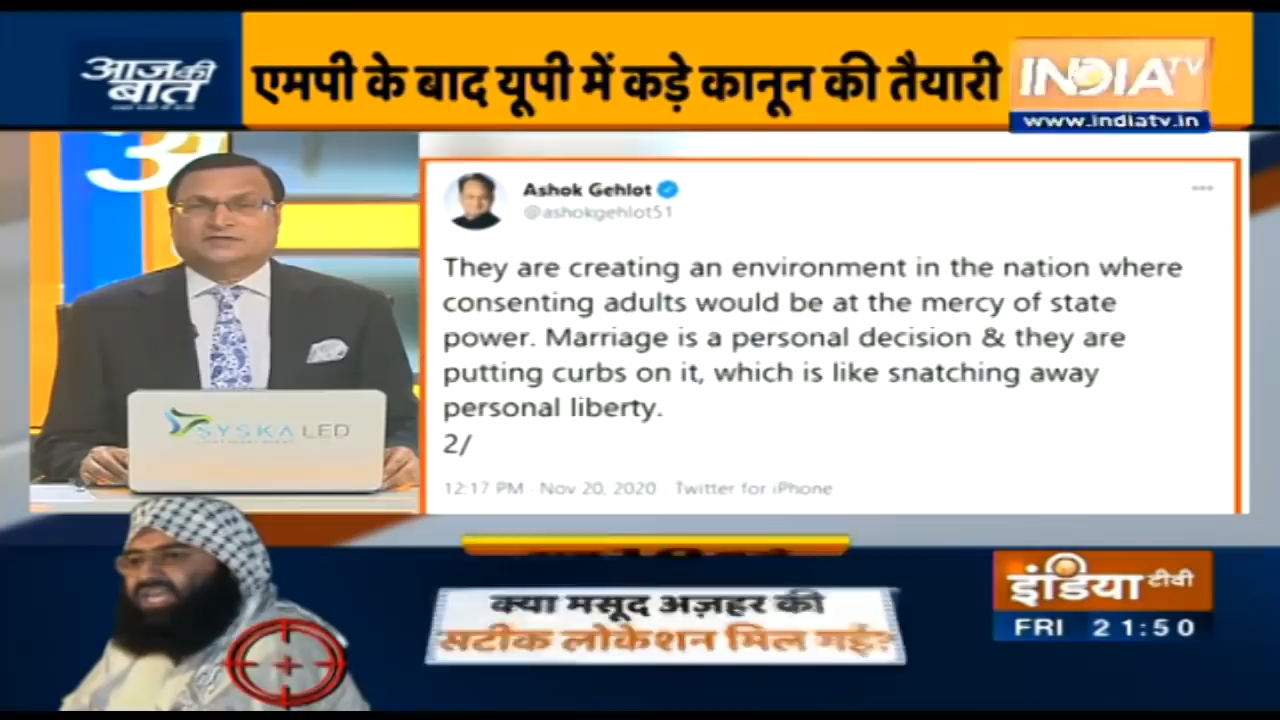 आज की
बात
एमपी के बाद यूपी में कड़े कानून की तैयारी
INDIA TV
www.indiatv.in
Ashok Gehlot
@ashokgehlot51
They are creating an environment in the nation where
consenting adults would be at the mercy of state
power. Marriage is a personal decision & they are
putting curbs on it, which is like snatching away
personal liberty.
2/
12:17 PM · Nov 20, 2020 · Twitter for iPhone
SYSKA LED
क्या मसूद अज़हर की
सटीक लोकेशन मिल गई?
इंडिया टीवी
FRI 21:50